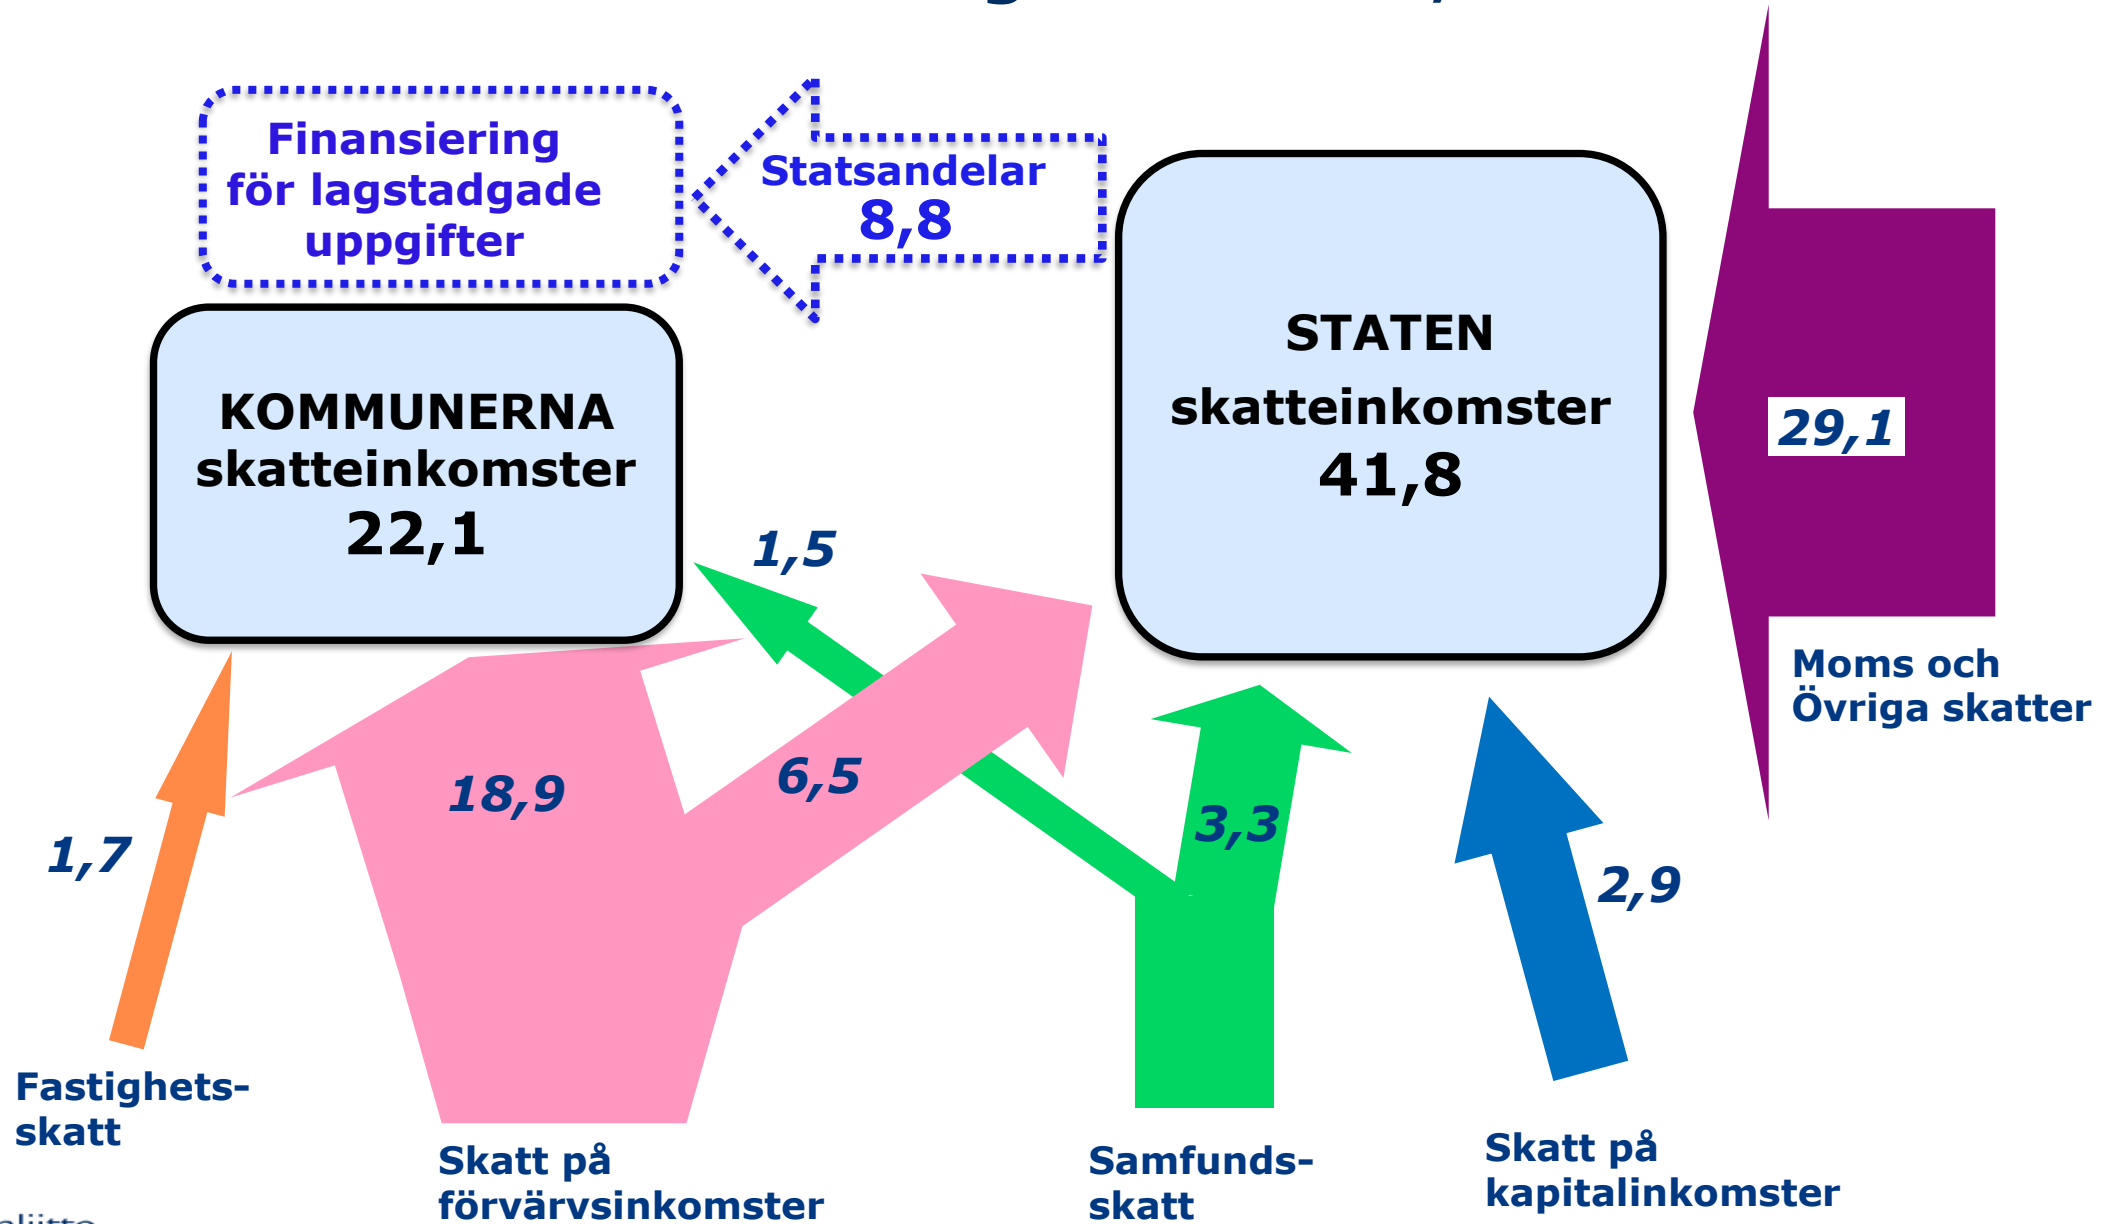 Finansiering
för lagstadgade
uppgifter
Statsandelar
8,8
STATEN
skatteinkomster
41,8
KOMMUNERNA
skatteinkomster
22,1
29,1
Moms och
Övriga skatter
1,5
18,9
6,5
3,3
1,7
2,9
Fastighets-
skatt
Skatt på
förvärvsinkomster
Samfunds-
skatt
Skatt på
kapitalinkomster